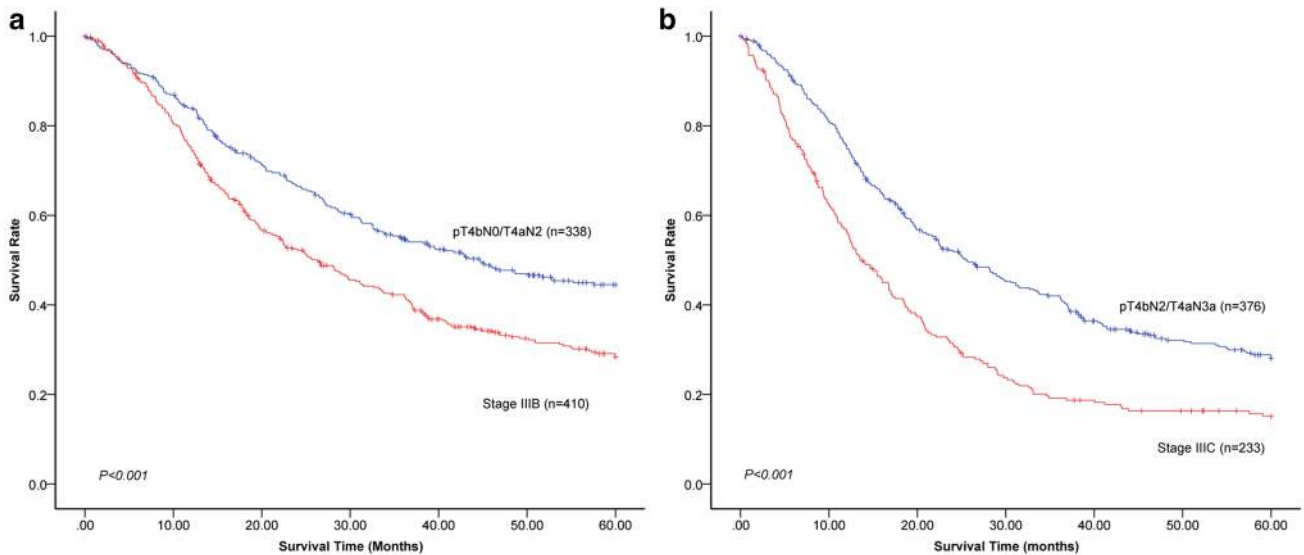 a
1.0
0.8
0.6
0.4
0.2
0.0
Survival Rate
pT4bN0/T4aN2 (n=338)
Stage IIIB (n=410)
P<0.001
.00 10.00 20.00 30.00 40.00 50.00 60.00
Survival Time (Months)
b
1.0
0.8
0.6
0.4
0.2
0.0
Survival Rate
pT4bN2/T4aN3a (n=376)
Stage IIIC (n=233)
P<0.001
.00 10.00 20.00 30.00 40.00 50.00 60.00
Survival Time (months)